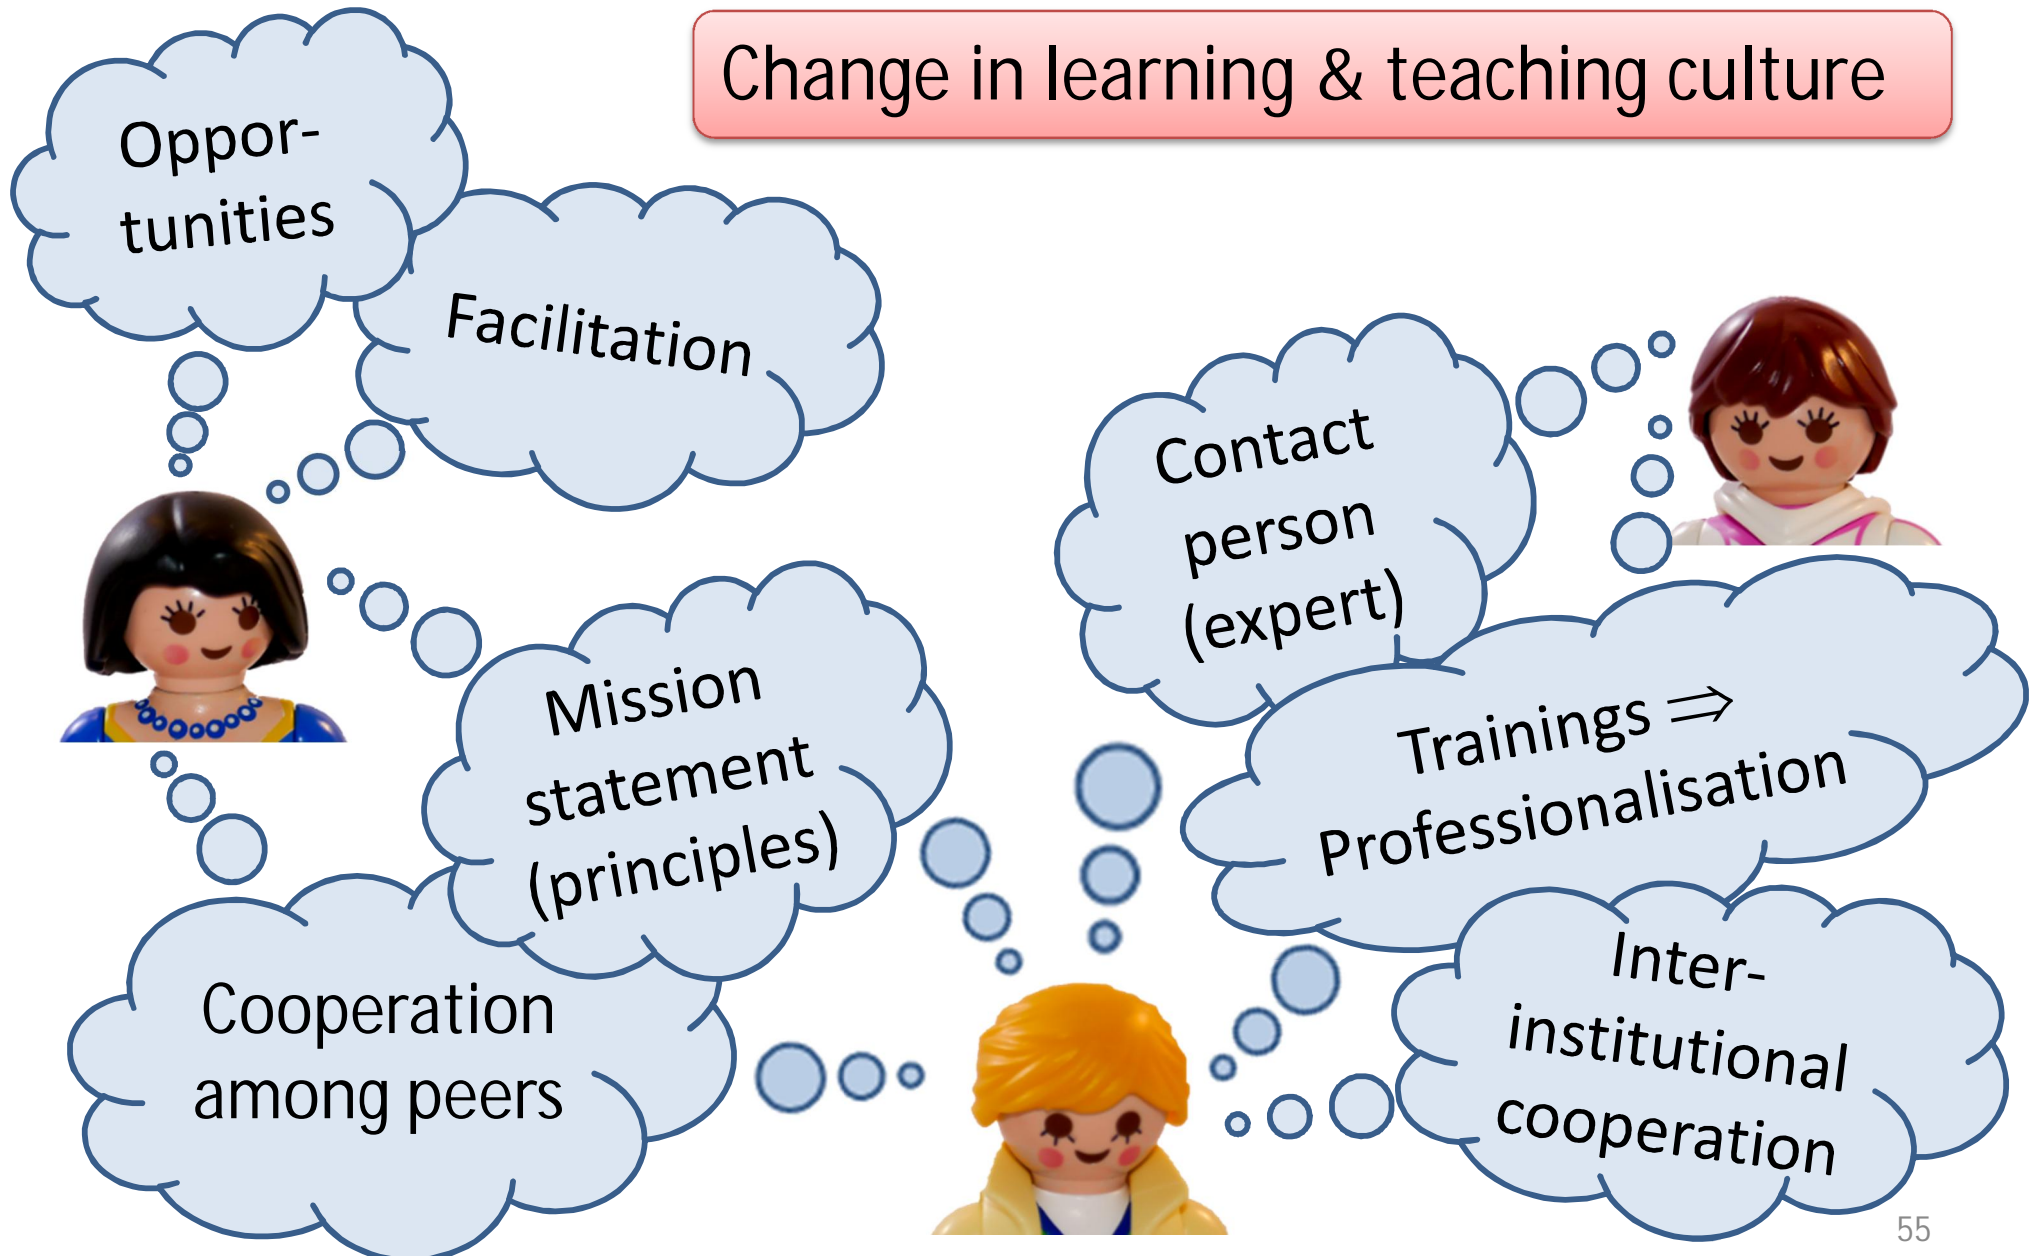 Change in learning & teaching culture
Oppor-
tunities
Facilitation
Contact
person
(expert)
Mission
statement
(principles)
Trainings ⇒
Professionalisation
Cooperation
among peers
Inter-
institutional
cooperation
55